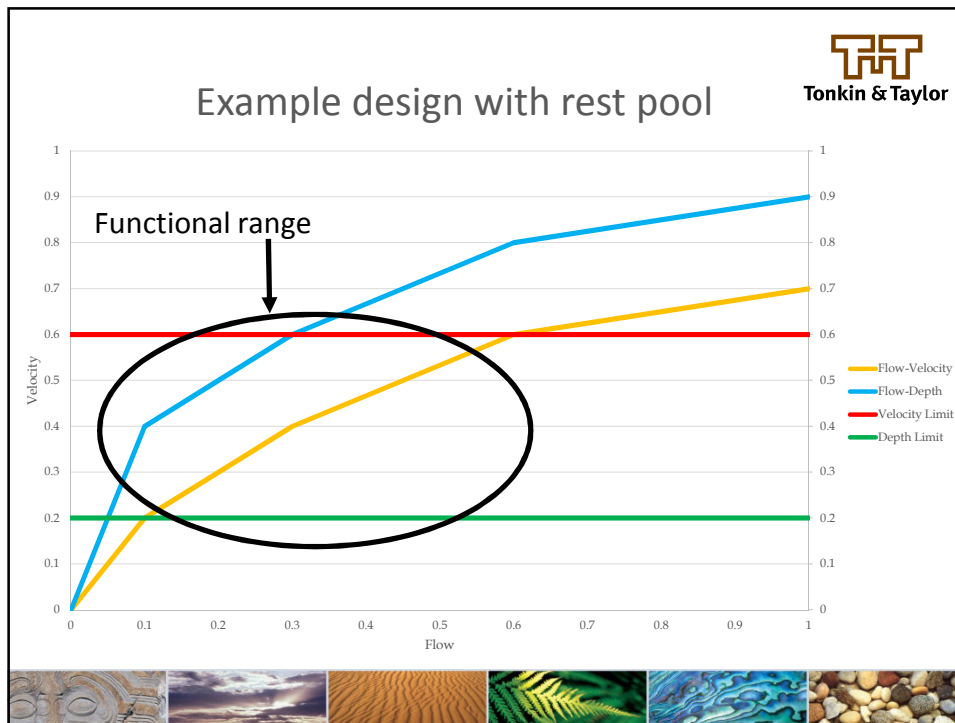 TMT
Tonkin & Taylor
Example design with rest pool
Functional range
1
0.9
0.8
0.7
0.6
0.5
0.4
0.3
0.2
0.1
0
Velocity
1
0.9
0.8
0.7
0.6
0.5
0.4
0.3
0.2
0.1
0
0 0.1 0.2 0.3 0.4 0.5 0.6 0.7 0.8 0.9 1
Flow
Flow-Velocity
Flow-Depth
Velocity Limit
Depth Limit